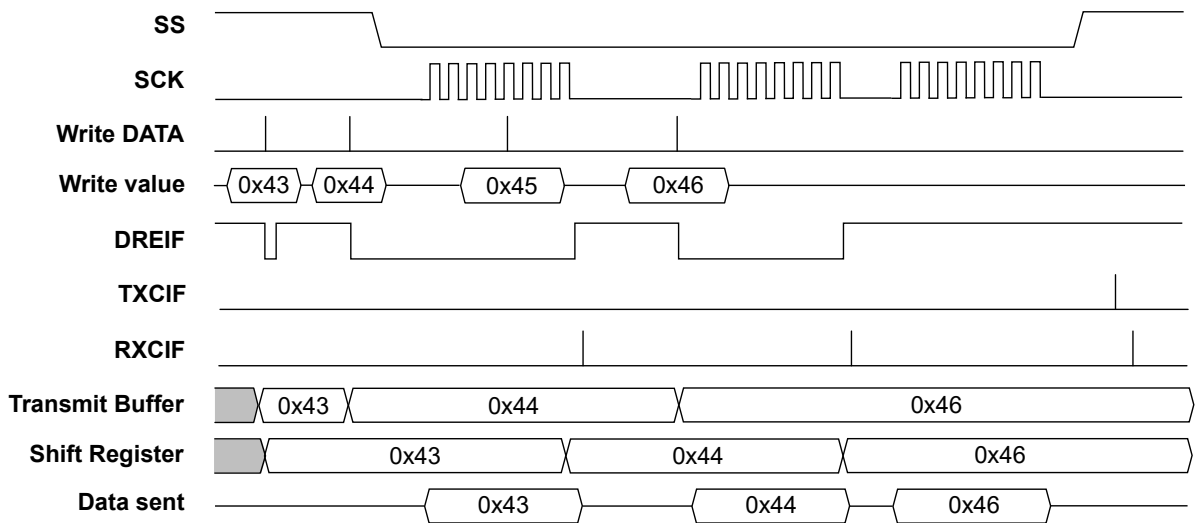 SS
SCK
Write DATA
Write value 0x43 0x44 0x45 0x46
DREIF
TXCIF
RXCIF
Transmit Buffer 0x43 0x44 0x46
Shift Register 0x43 0x44 0x46
Data sent 0x43 0x44 0x46